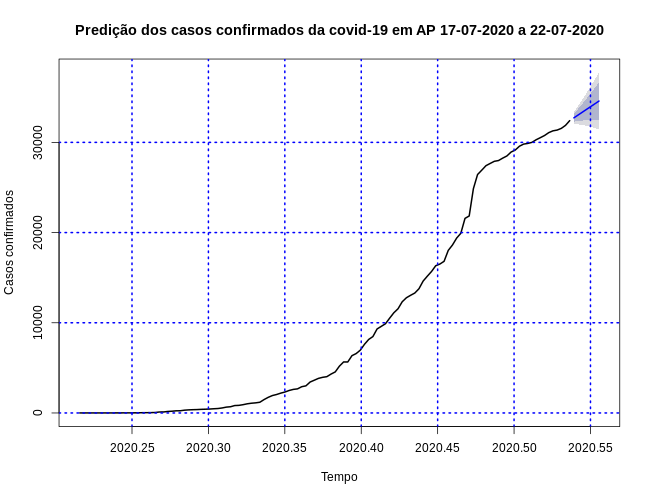 Predição dos casos confirmados da covid-19 em AP 17-07-2020 a 22-07-2020
Casos confirmados
30000
20000
10000
0
2020.25 2020.30 2020.35 2020.40 2020.45 2020.50 2020.55
Tempo